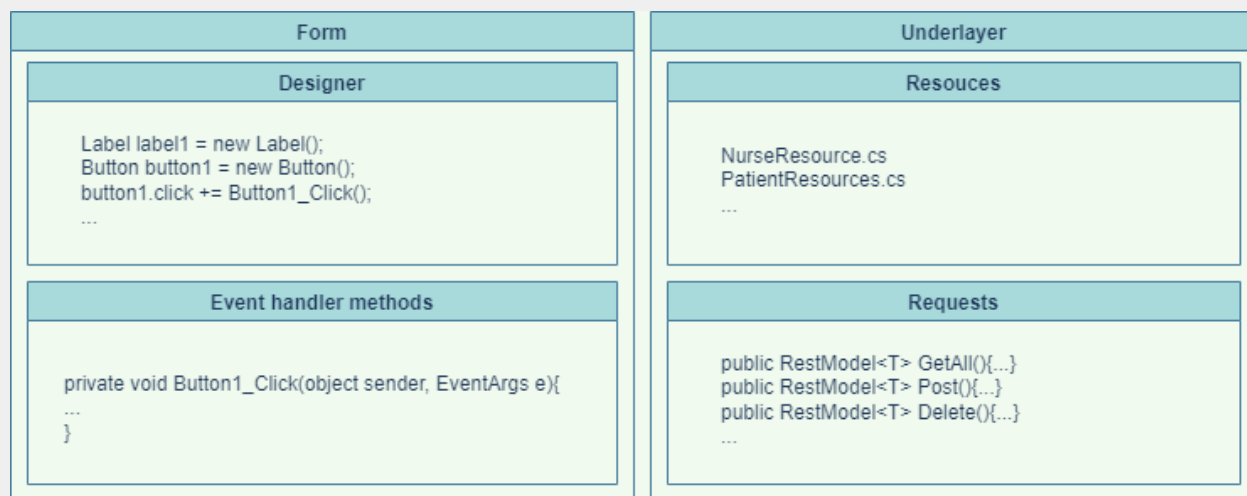 Form
Designer
Label label1 = new Label();
Button button1 = new Button();
button1.click += Button1_Click();
...
Event handler methods
private void Button1_Click(object sender, EventArgs e){
...
}
Underlayer
Resouces
NurseResource.cs
PatientResources.cs
...
Requests
public RestModel<T> GetAll(){...}
public RestModel<T> Post(){...}
public RestModel<T> Delete(){...}
...